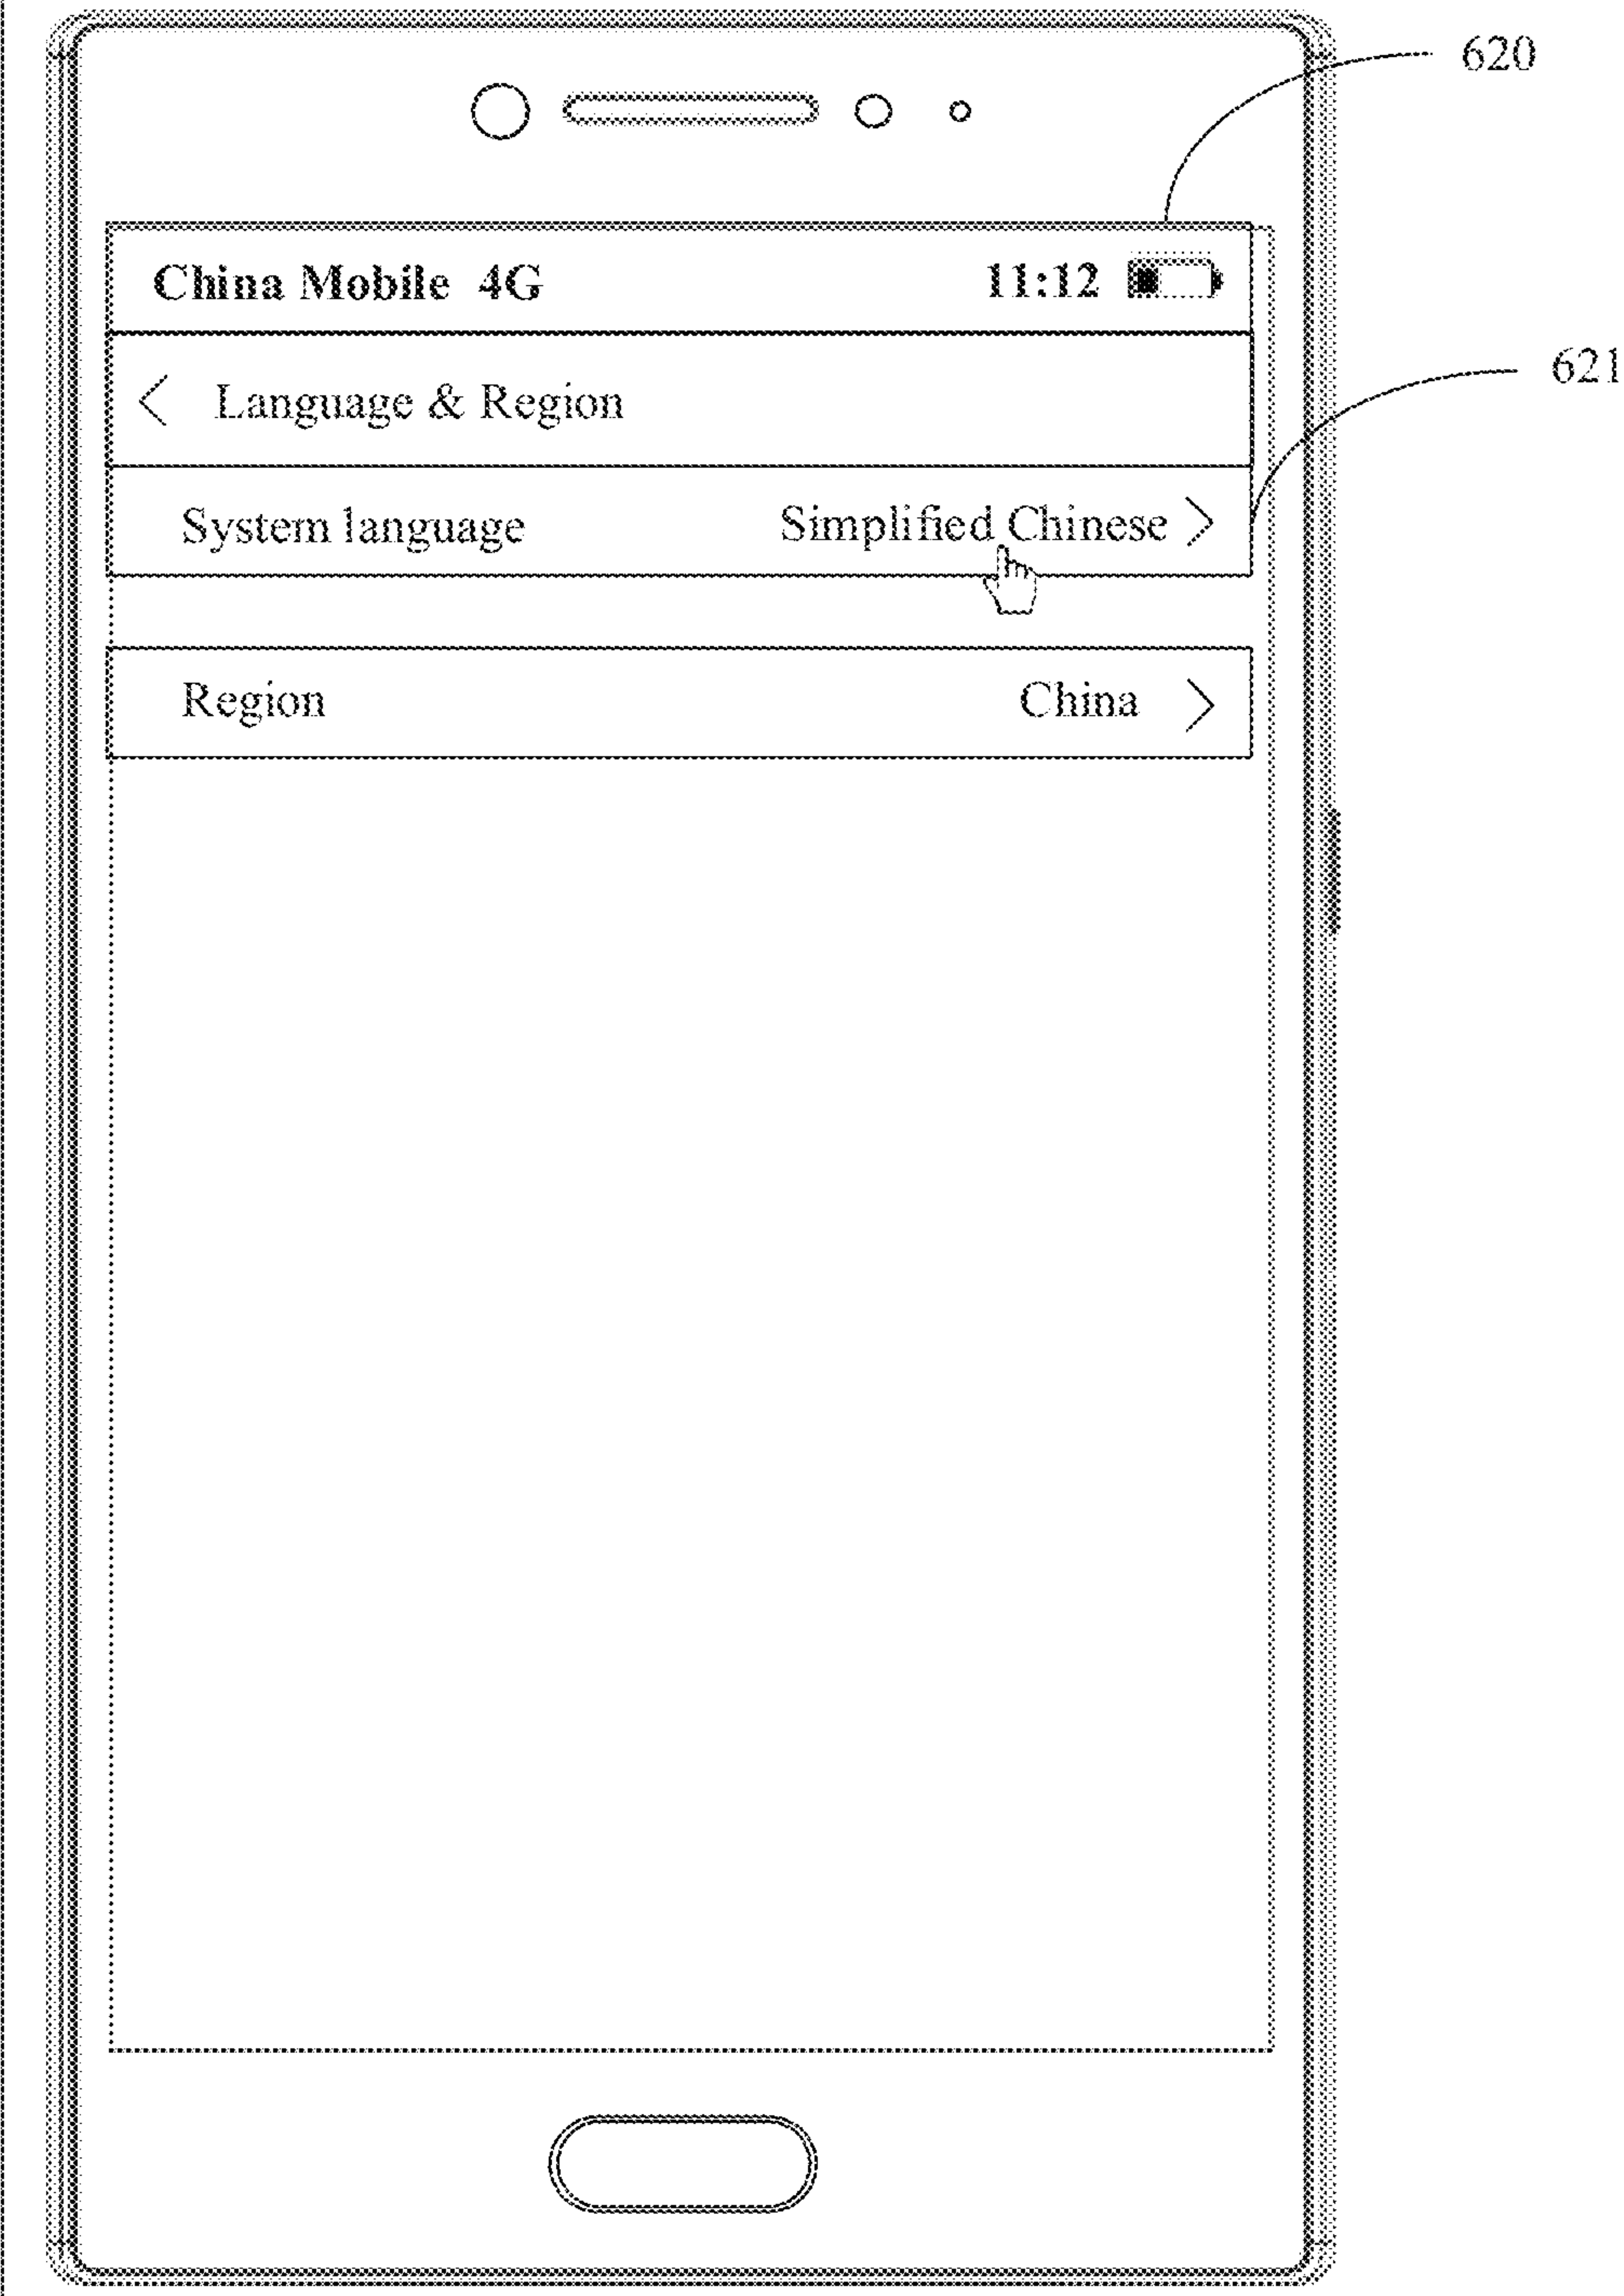 620
China Mobile 4G 11:12
621
Language & Region
System language Simplified Chinese
Region China